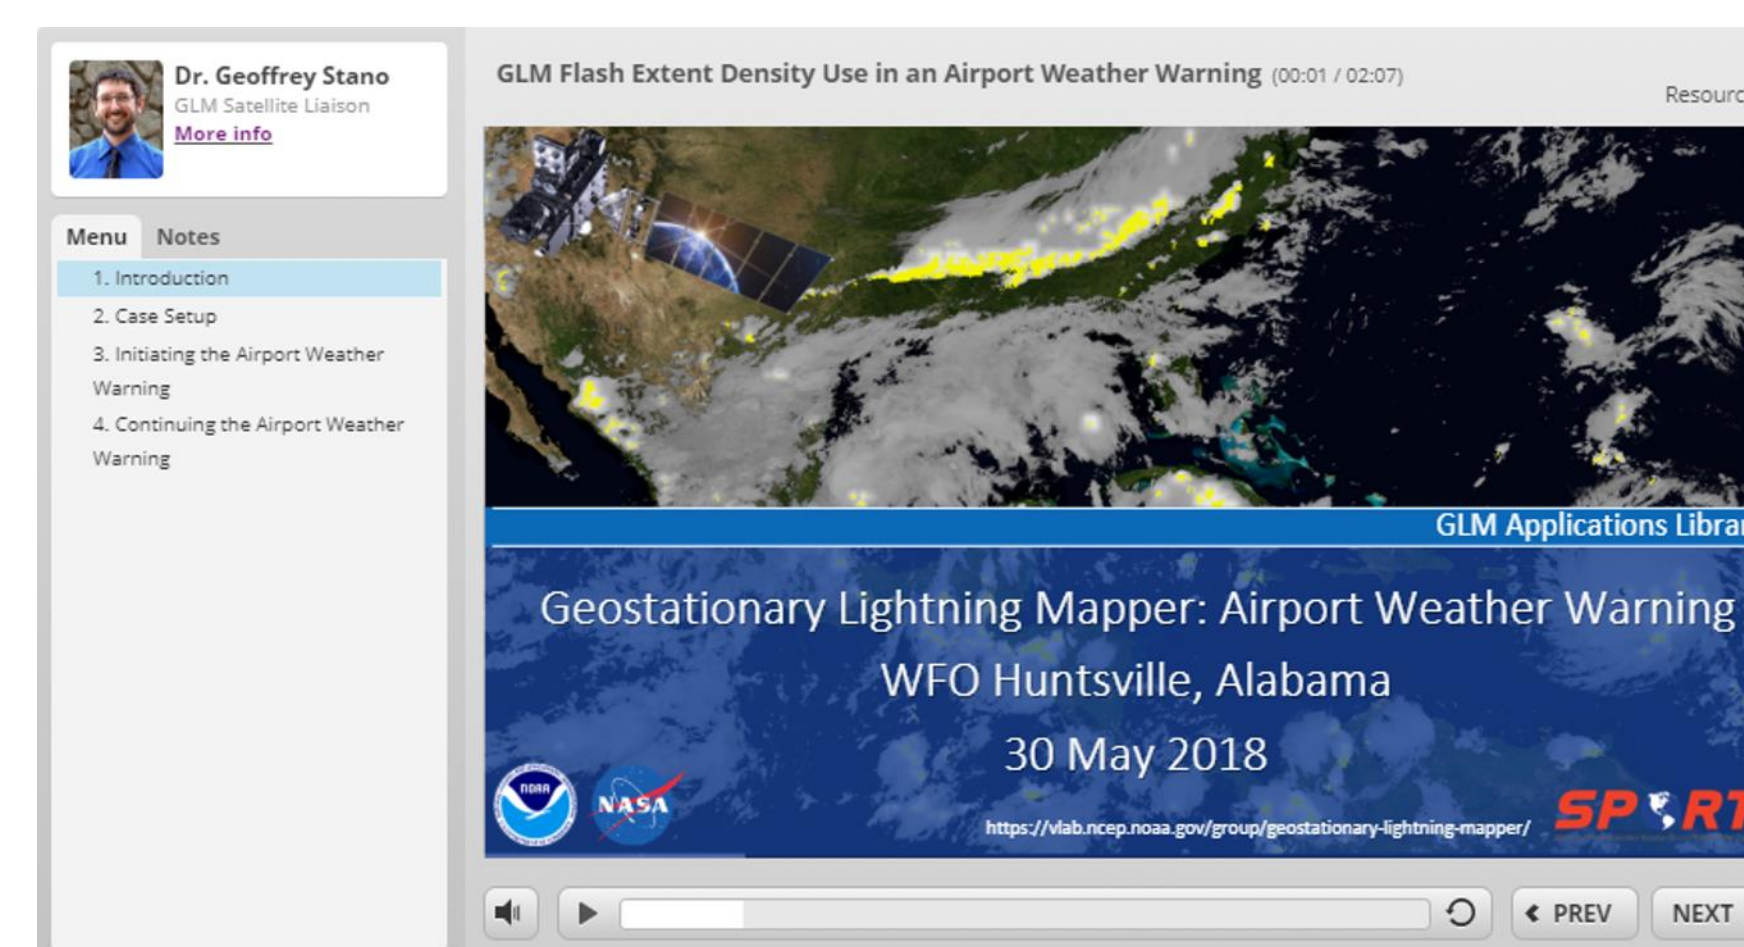 Dr. Geoffrey Stano
GLM Satellite Liaison
More info
Menu Notes
1. Introduction
2. Case Setup
3. Initiating the Airport Weather
Warning
4. Continuing the Airport Weather
Warning
GLM Flash Extent Density Use in an Airport Weather Warning (00:01 / 02:07)
Resourc
GLM Applications Librar
Geostationary Lightning Mapper: Airport Weather Warning
WFO Huntsville, Alabama
30 May 2018
NOAA
NASA
https://vlab.ncep.noaa.gov/group/geostationary-lightning-mapper/
SPoRT
PREV
NEXT